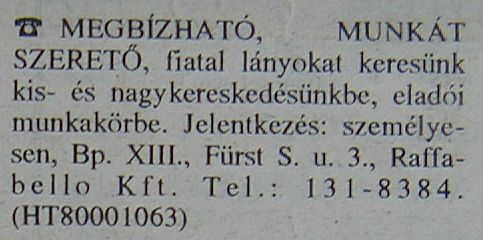 ☎ MEGBÍZHATÓ, MUNKÁT
SZERETŐ, fiatal lányokat keresünk
kis- és nagykereskedésünkbe, eladói
munkakörbe. Jelentkezés: személye-
sen, Bp. XIII., Fürst S. u. 3., Raffa-
bello Kft. Tel.: 131-8384.
(HT80001063)